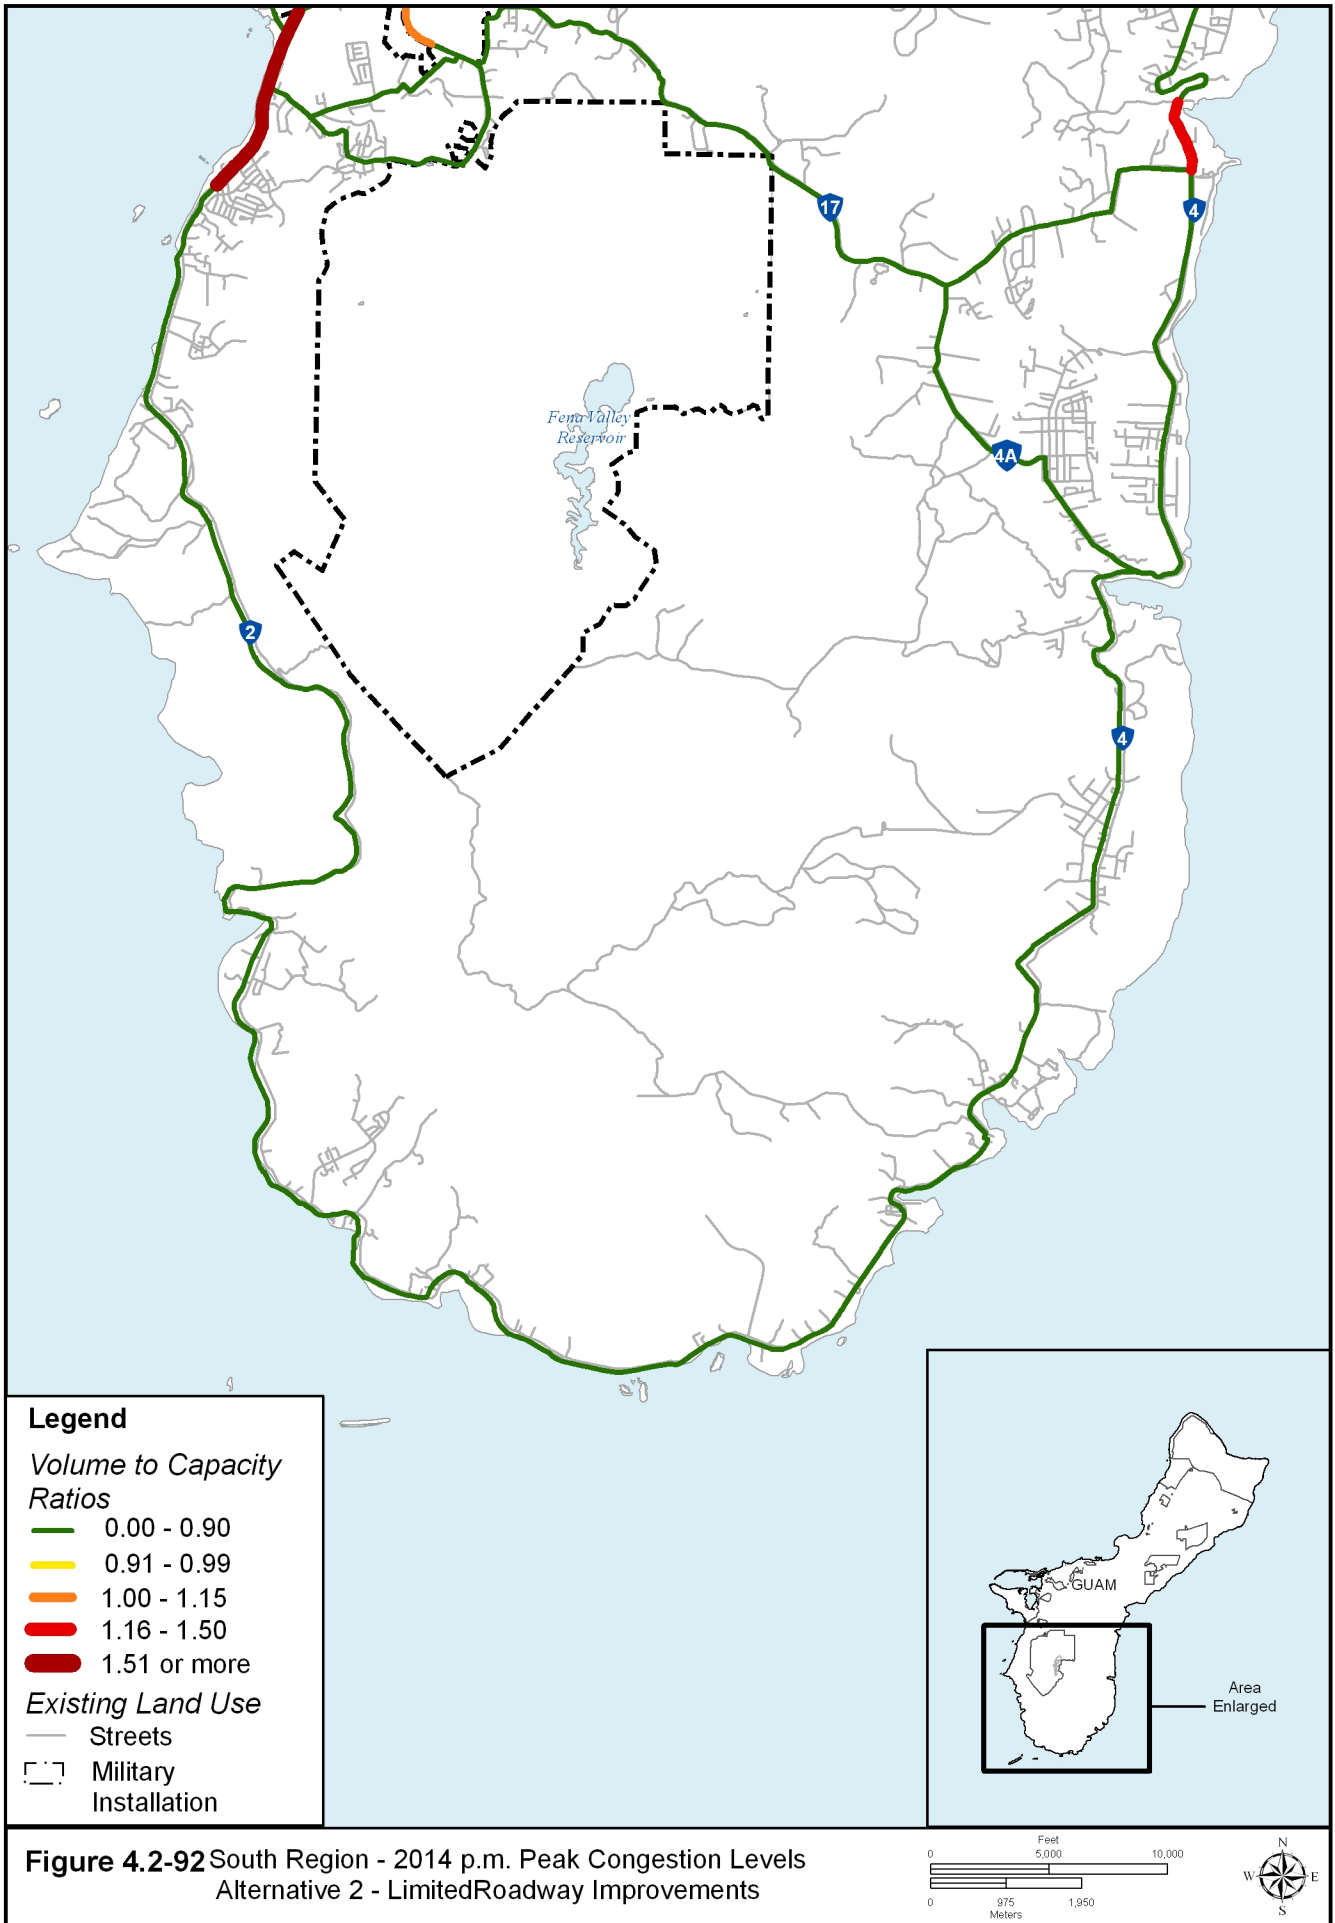 17
4
Fena Valley
Reservoir
4A
2
4
Legend
Volume to Capacity
Ratios
0.00 - 0.90
0.91 - 0.99
1.00 - 1.15
1.16 - 1.50
1.51 or more
Existing Land Use
Streets
Military
Installation
GUAM
Area
Enlarged
Figure 4.2-92 South Region - 2014 p.m. Peak Congestion Levels
Alternative 2 - LimitedRoadway Improvements
Feet
0 5,000 10,000
0 975 1,950
Meters
N
W E
S